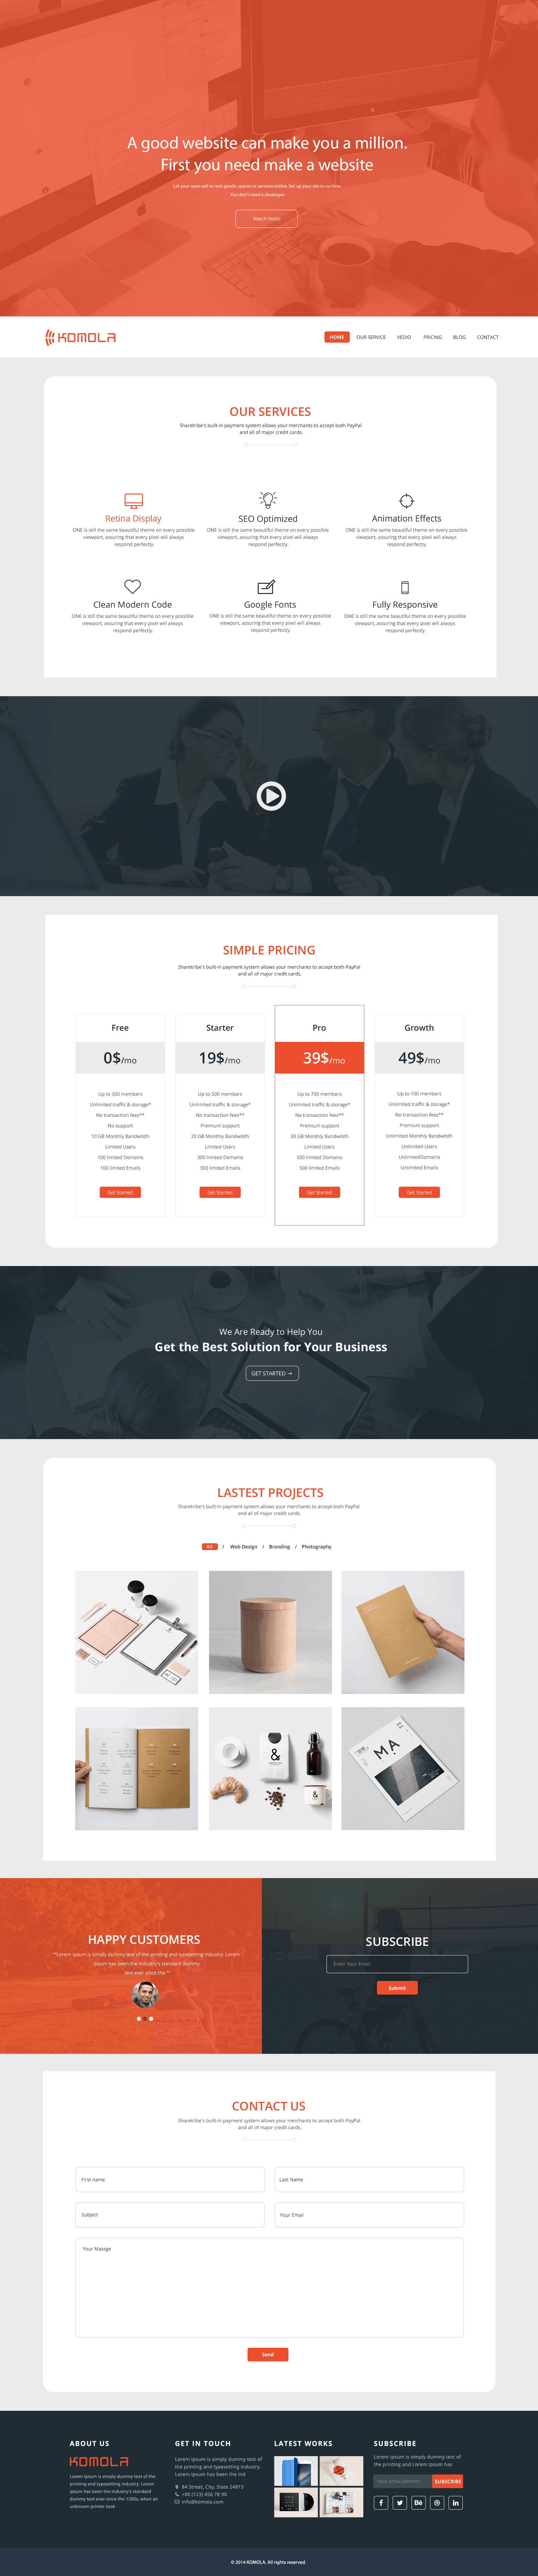 A good website can make you a million.
First you need make a website
Let your users sell or rent goods, spaces or services online. Set up your site in no time.
You don't need a developer.
Watch Vedio
KOMOLA
HOME OUR SERVICE VEDIO PRICING BLOG CONTACT
OUR SERVICES
Sharetribe's built-in payment system allows your merchants to accept both PayPal
and all of major credit cards.
Retina Display SEO Optimized Animation Effects
ONE is still the same beautiful theme on every possible
viewport, assuring that every pixel will always
respond perfectly.
ONE is still the same beautiful theme on every possible
viewport, assuring that every pixel will always
respond perfectly.
ONE is still the same beautiful theme on every possible
viewport, assuring that every pixel will always
respond perfectly.
Clean Modern Code Google Fonts Fully Responsive
ONE is still the same beautiful theme on every possible
viewport, assuring that every pixel will always
respond perfectly.
ONE is still the same beautiful theme on every possible
viewport, assuring that every pixel will always
respond perfectly.
ONE is still the same beautiful theme on every possible
viewport, assuring that every pixel will always
respond perfectly.
SIMPLE PRICING
Sharetribe's built-in payment system allows your merchants to accept both PayPal
and all of major credit cards.
Free
0$/mo
Up to 300 members
Unlimited traffic & storage*
No transaction fees**
No support
10 GB Monthly Bandwidth
Limited Users
100 limited Domains
100 limited Emails
Get Started
Starter
19$/mo
Up to 500 members
Unlimited traffic & storage*
No transaction fees**
Premium support
20 GB Monthly Bandwidth
Limited Users
300 limited Domains
300 limited Emails
Get Started
Pro
39$/mo
Up to 700 members
Unlimited traffic & storage*
No transaction fees**
Premium support
30 GB Monthly Bandwidth
Limited Users
500 limited Domains
500 limited Emails
Get Started
Growth
49$/mo
Up to 100 members
Unlimited traffic & storage*
No transaction fees**
Premium support
Unlimited Monthly Bandwidth
Unlimited Users
UnlimitedDomains
Unlimited Emails
Get Started
We Are Ready to Help You
Get the Best Solution for Your Business
GET STARTED →
LASTEST PROJECTS
Sharetribe's built-in payment system allows your merchants to accept both PayPal
and all of major credit cards.
All / Web Design / Branding / Photography
&
&
MA
HAPPY CUSTOMERS
""Lorem Ipsum is simply dummy text of the printing and typesetting industry. Lorem
Ipsum has been the industry's standard dummy
text ever since the ""
SUBSCRIBE
Enter Your Email
Submit
CONTACT US
Sharetribe's built-in payment system allows your merchants to accept both PayPal
and all of major credit cards.
First name Last Name
Subject Your Email
Your Massge
Send
ABOUT US
KOMOLA
Lorem Ipsum is simply dummy text of the
printing and typesetting industry. Lorem
Ipsum has been the industry's standard
dummy text ever since the 1500s, when an
unknown printer took
GET IN TOUCH
Lorem Ipsum is simply dummy text of
the printing and typesetting industry.
Lorem Ipsum has been the ind
84 Street, City, State 24813
+00 (123) 456 78 90
info@komola.com
LATEST WORKS
SUBSCRIBE
Lorem Ipsum is simply dummy text of
the printing and Lorem Ipsum has
Your email address SUBSCRIBE
f Bē in
© 2014 KOMOLA. All rights reserved.